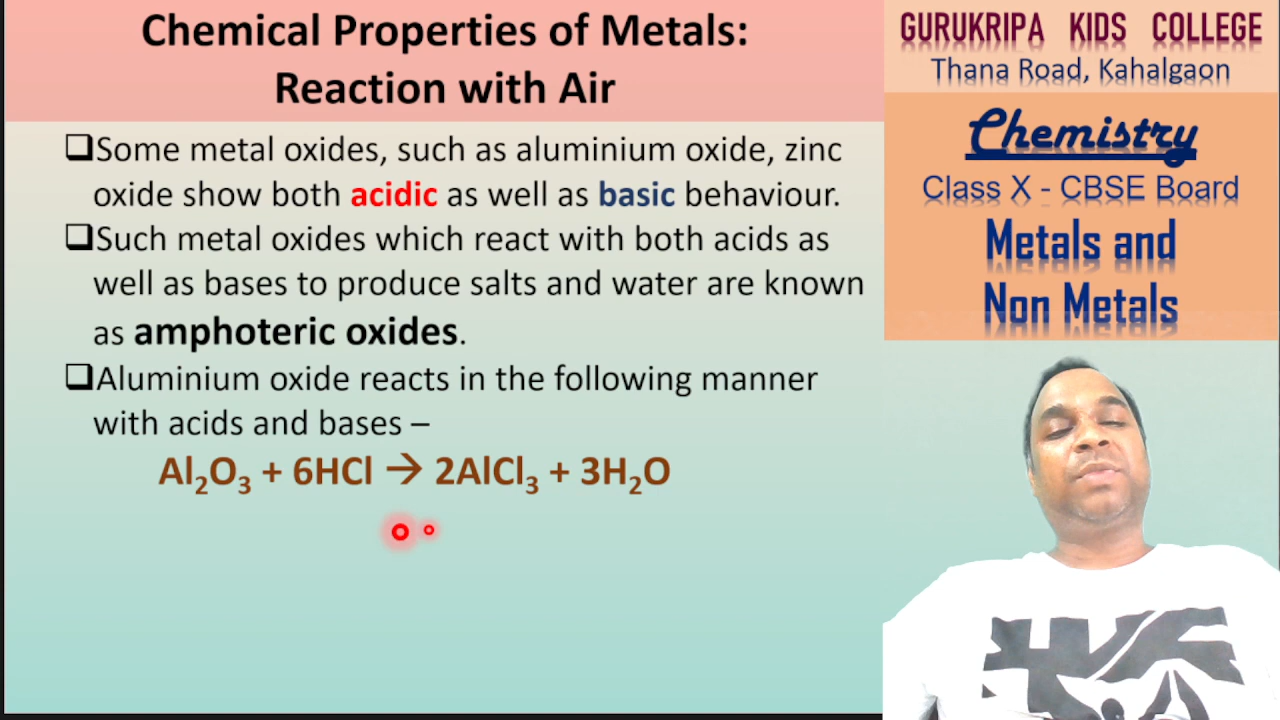 Chemical Properties of Metals:
Reaction with Air
❑Some metal oxides, such as aluminium oxide, zinc
oxide show both acidic as well as basic behaviour.
❑Such metal oxides which react with both acids as
well as bases to produce salts and water are known
as amphoteric oxides.
❑Aluminium oxide reacts in the following manner
with acids and bases –
Al₂O₃ + 6HCl → 2AlCl₃ + 3H₂O
GURUKRIPA KIDS COLLEGE
Thana Road, Kahalgaon
Chemistry
Class X - CBSE Board
Metals and
Non Metals